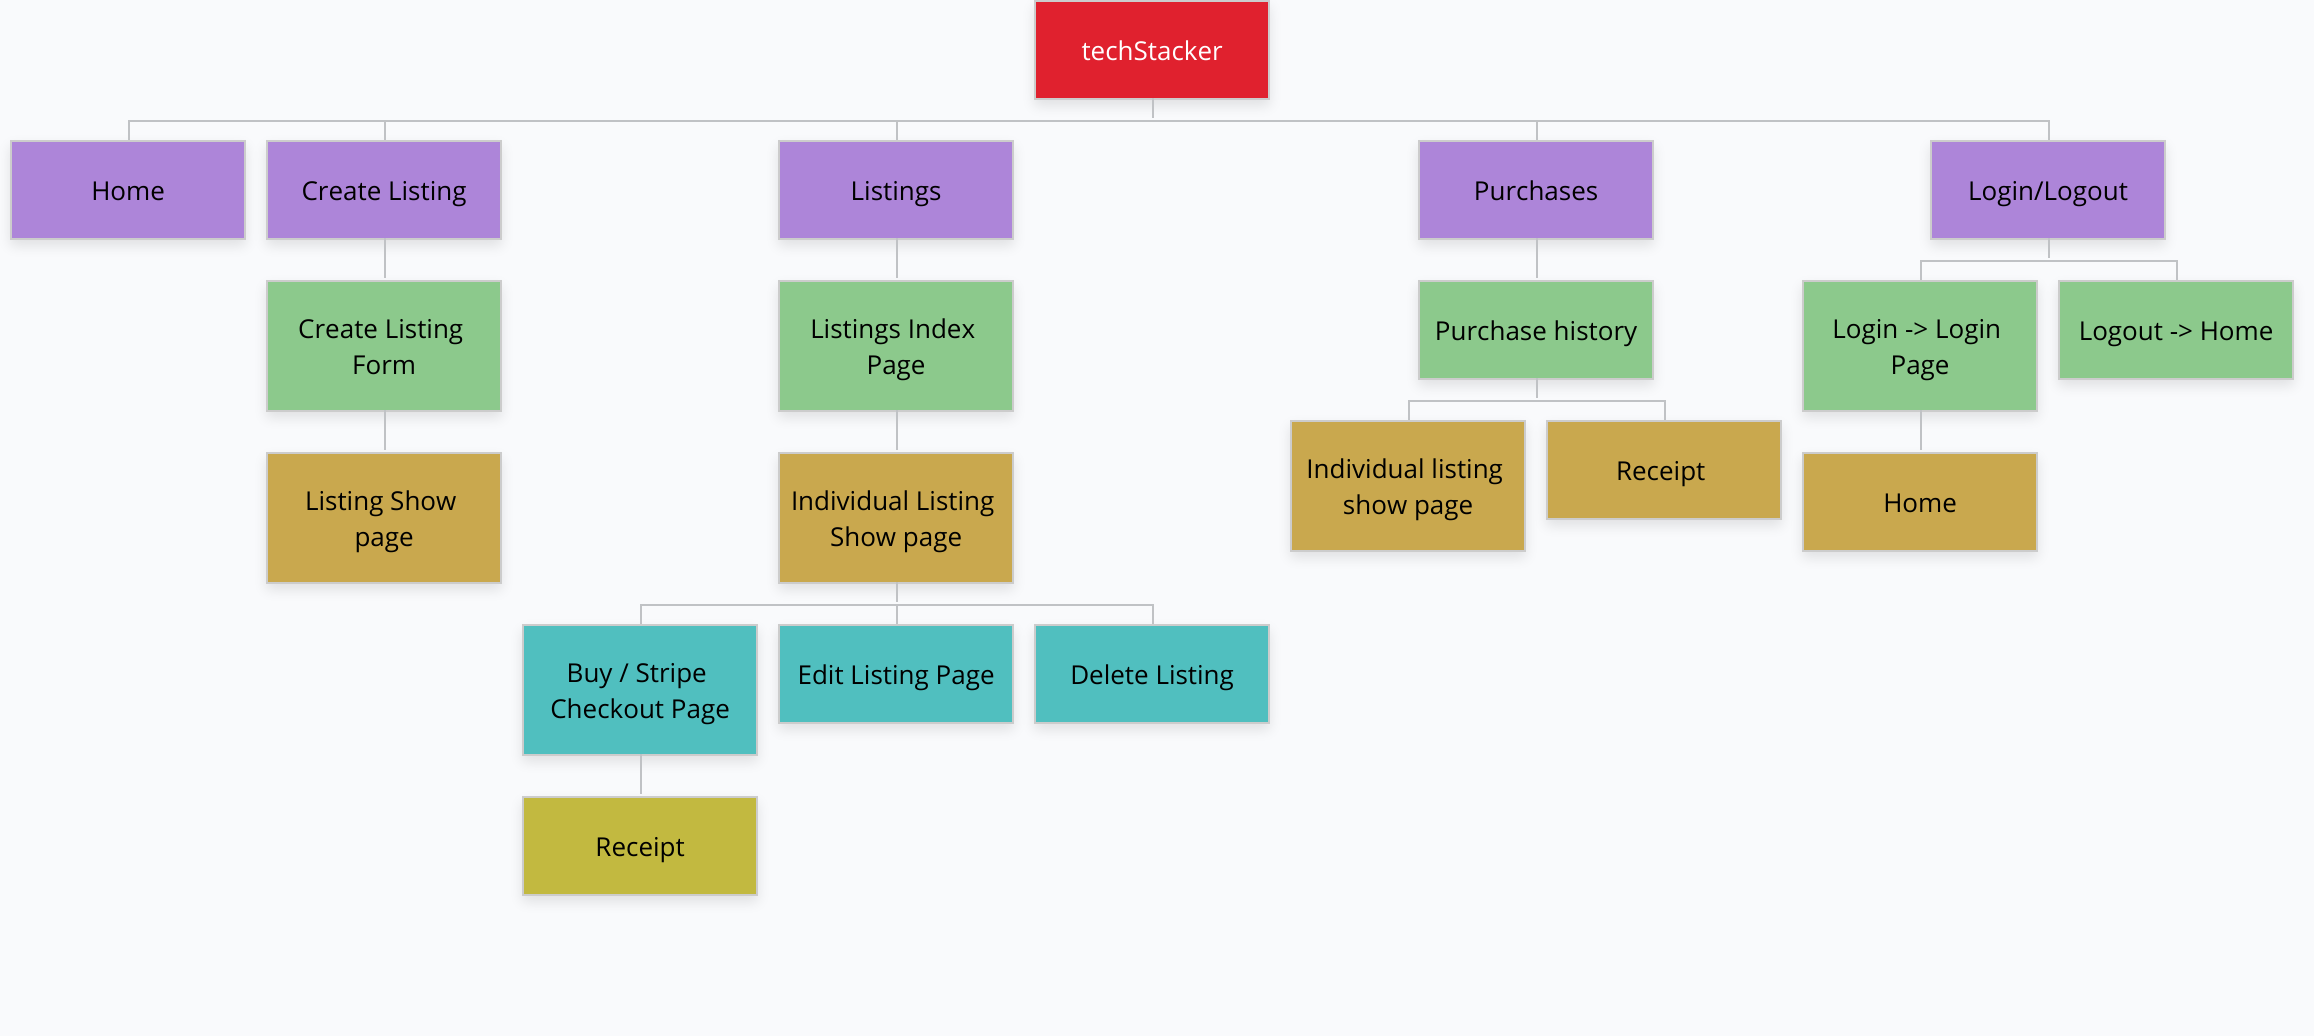 techStacker
Home
Create Listing
Listings
Purchases
Login/Logout
Create Listing
Form
Listings Index
Page
Purchase history
Login -> Login
Page
Logout -> Home
Listing Show
page
Individual Listing
Show page
Individual listing
show page
Receipt
Home
Buy / Stripe
Checkout Page
Edit Listing Page
Delete Listing
Receipt